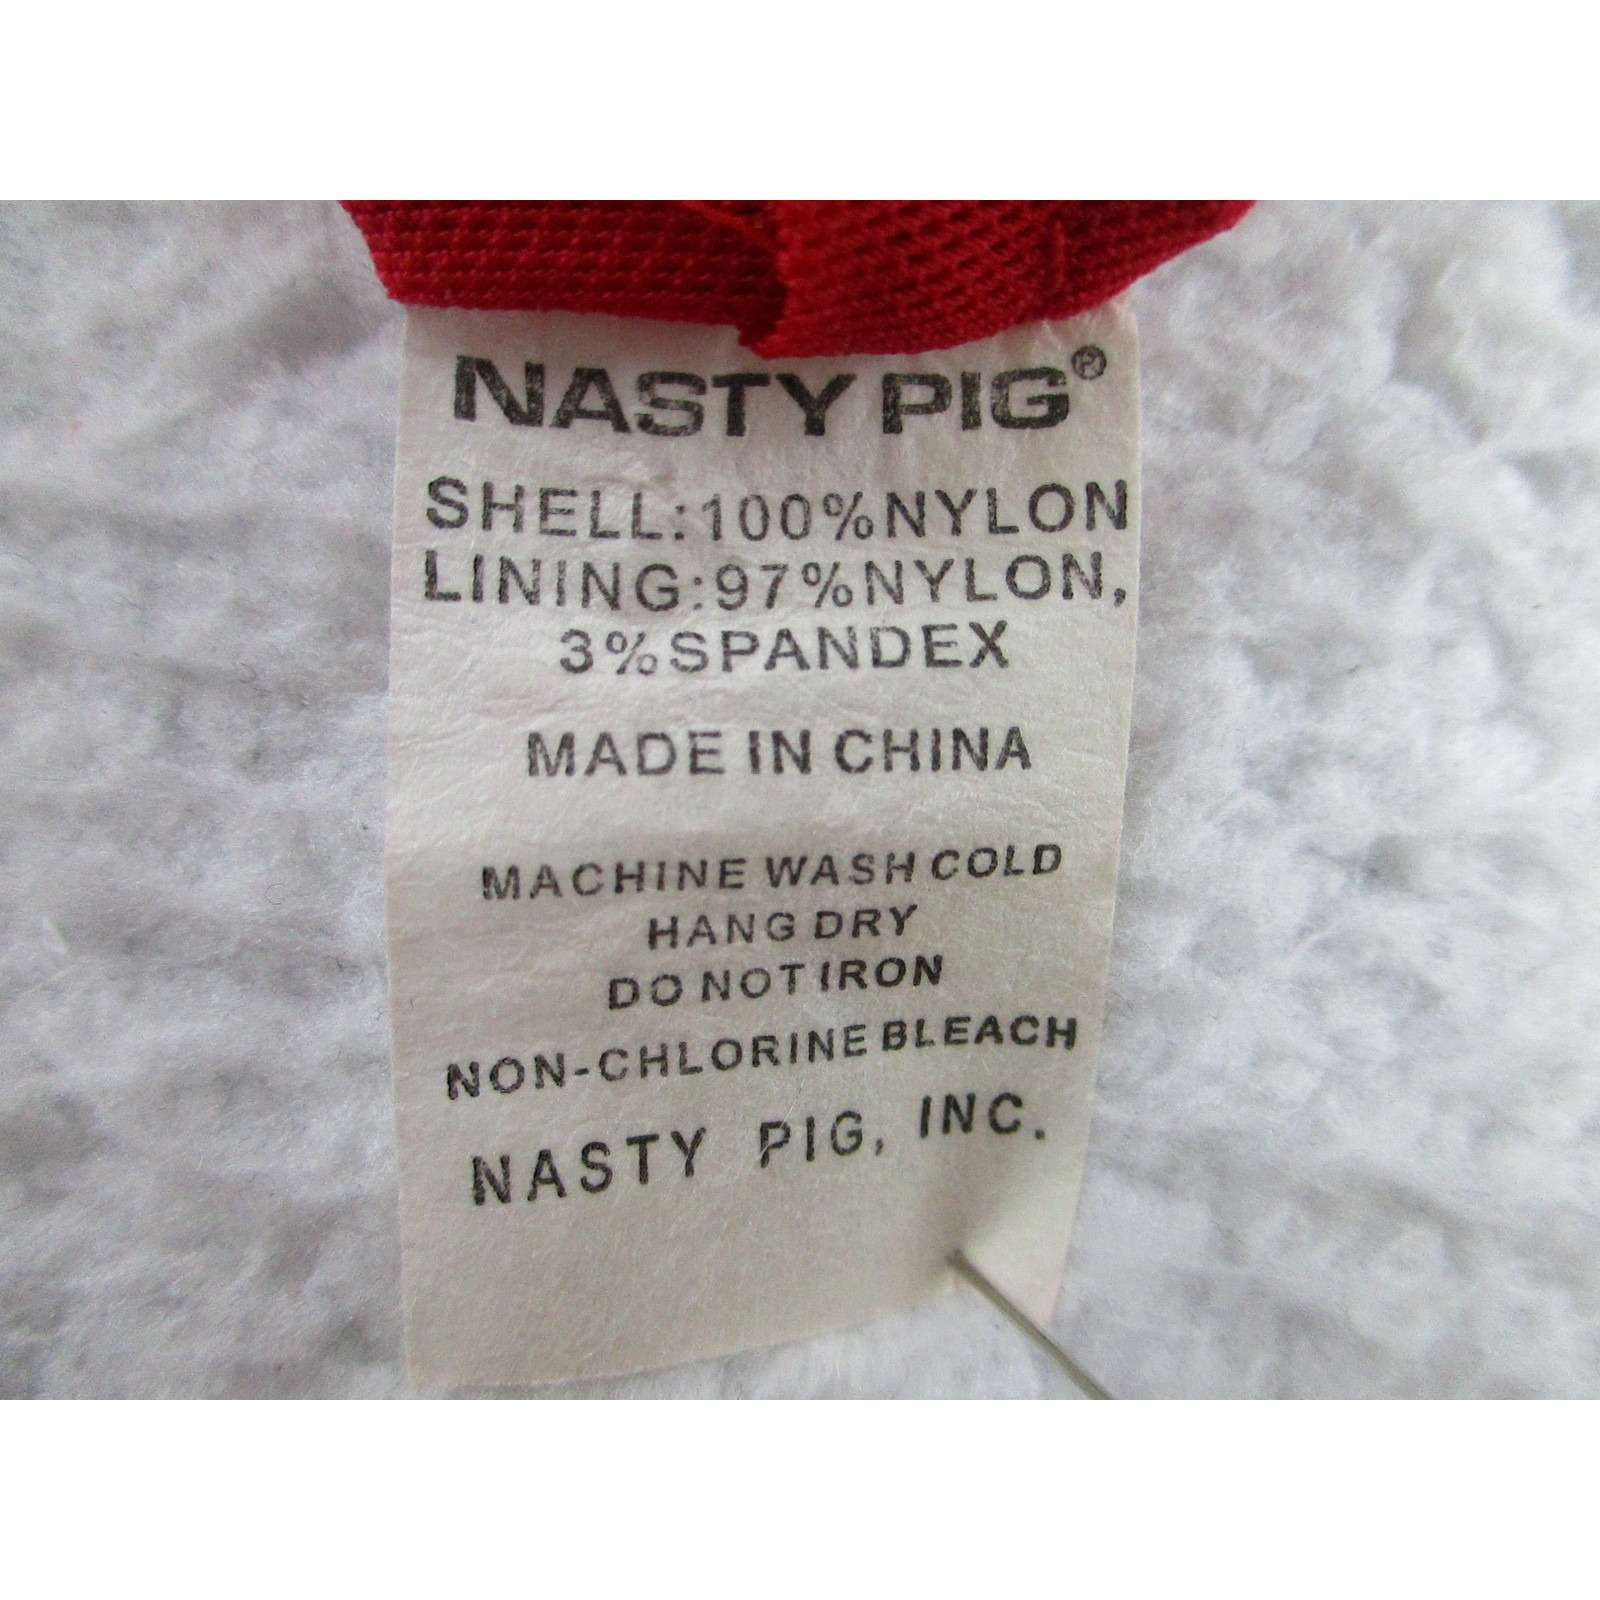 NASTY PIG®
SHELL:100%NYLON
LINING:97%NYLON,
3%SPANDEX
MADE IN CHINA
MACHINE WASH COLD
HANG DRY
DO NOT IRON
NON-CHLORINE BLEACH
NASTY PIG, INC.